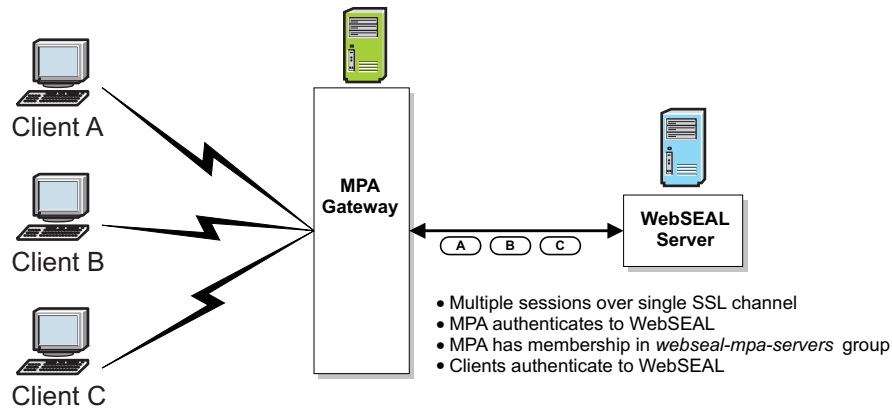 Client A
Client B
Client C
MPA
Gateway
A B C
WebSEAL
Server
• Multiple sessions over single SSL channel
• MPA authenticates to WebSEAL
• MPA has membership in webseal-mpa-servers group
• Clients authenticate to WebSEAL